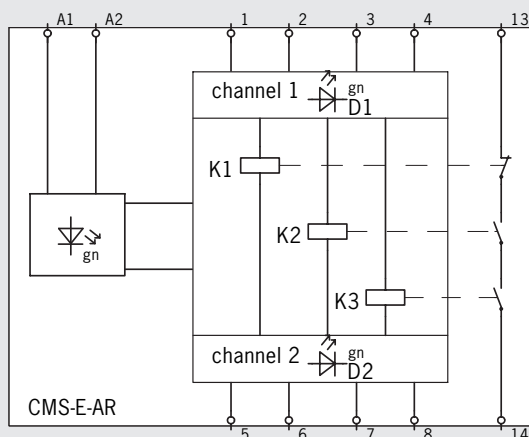 A1 A2 1 2 3 4 13
channel 1
gn
D1
K1
K2
gn
K3
channel 2
gn
D2
CMS-E-AR
5 6 7 8 14